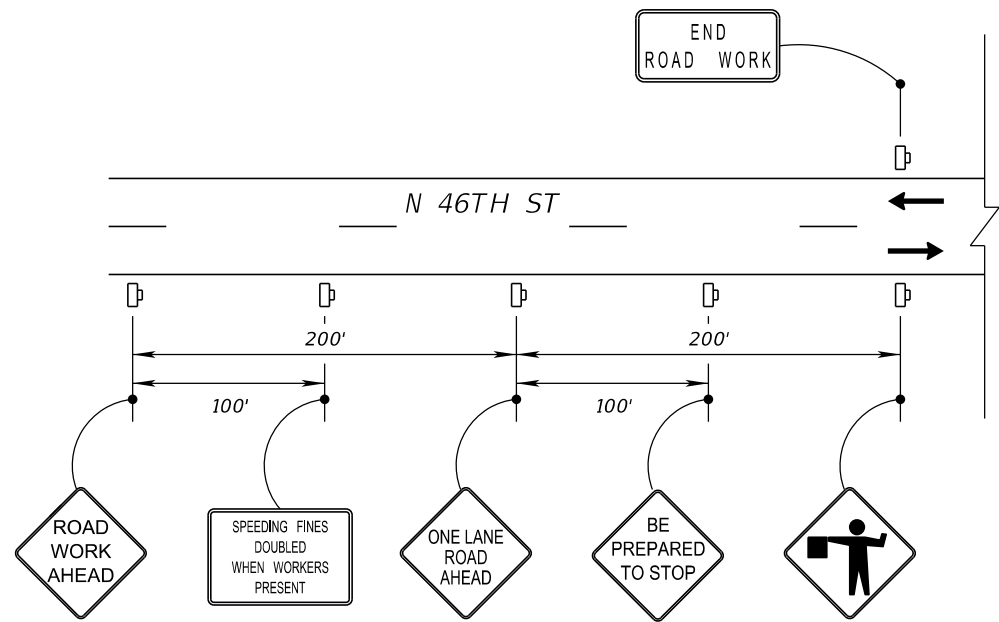 END
ROAD WORK
N 46TH ST
200'
200'
100'
100'
ROAD
WORK
AHEAD
SPEEDING FINES
DOUBLED
WHEN WORKERS
PRESENT
ONE LANE
ROAD
AHEAD
BE
PREPARED
TO STOP